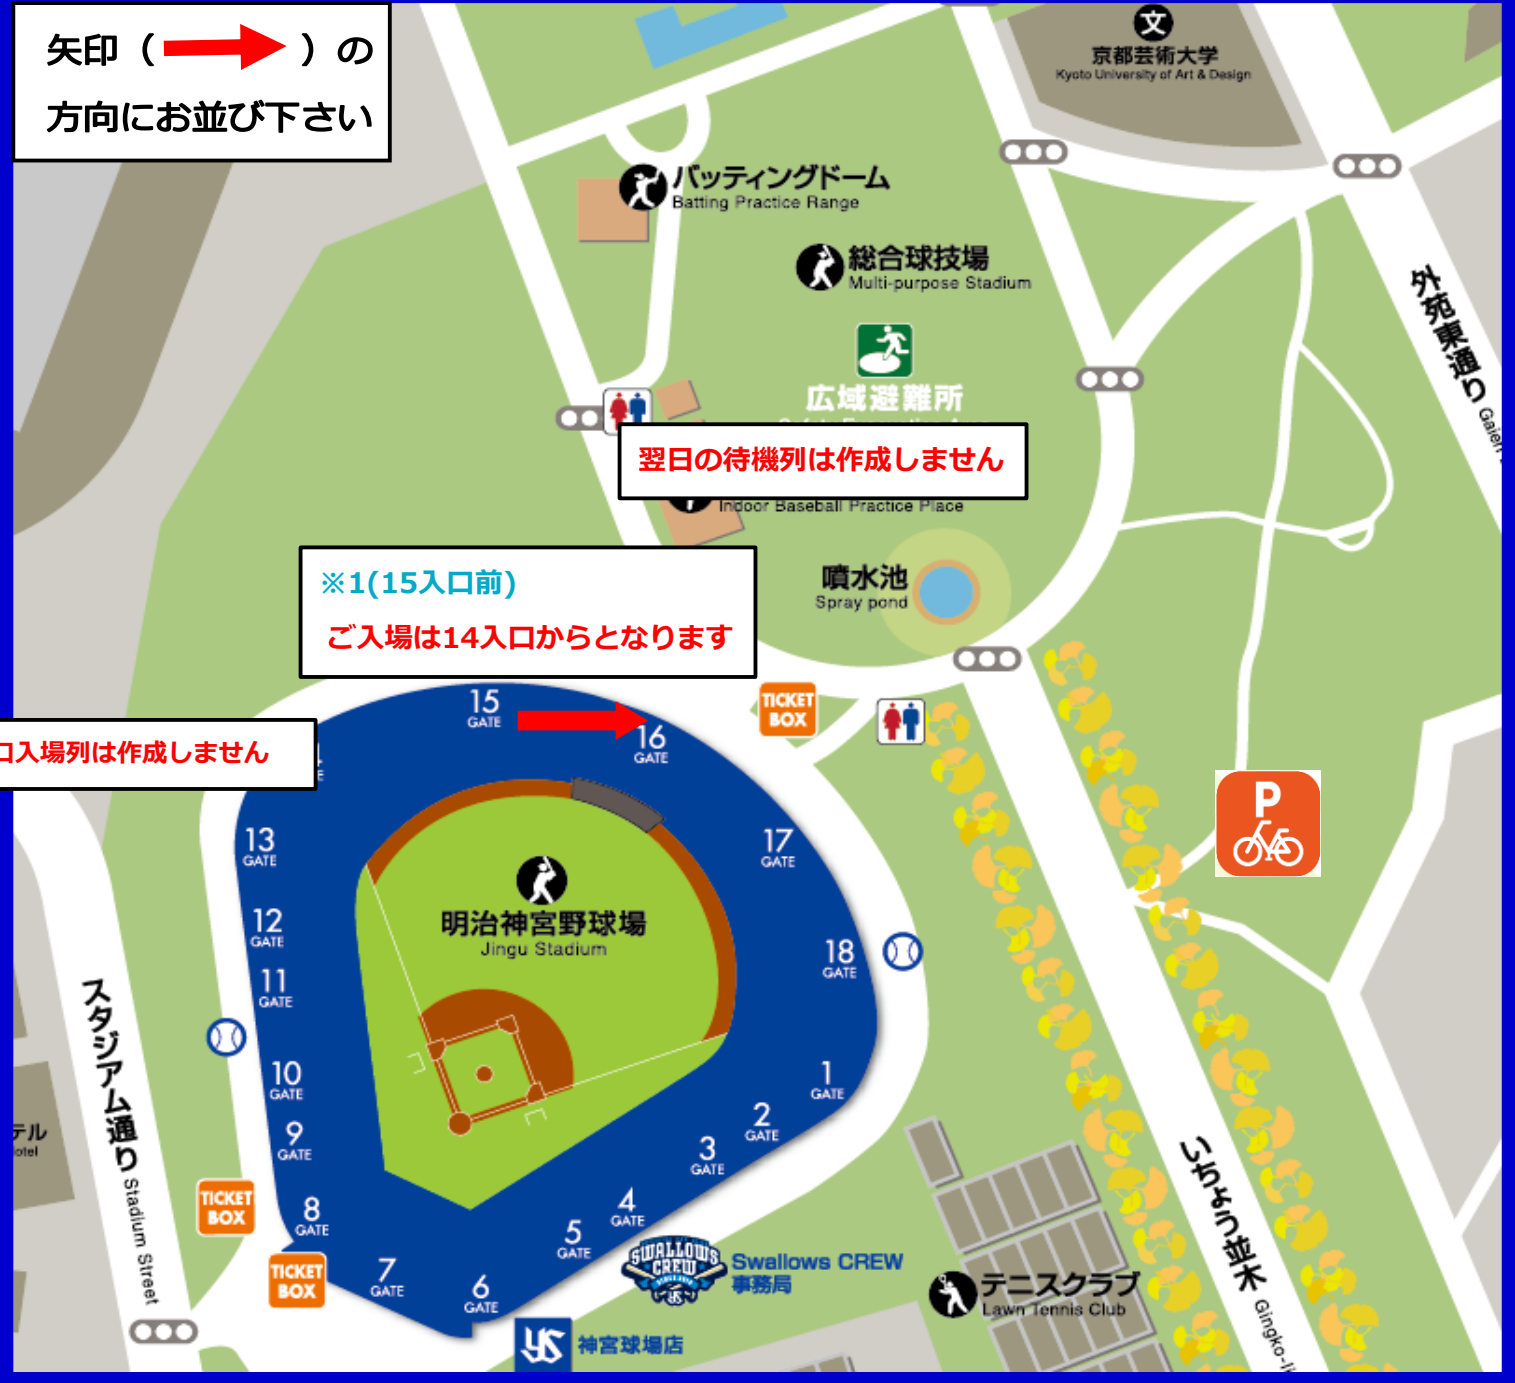 矢印（ ）の
方向にお並び下さい
文
京都芸術大学
Kyoto University of Art & Design
バッティングドーム
Batting Practice Range
総合球技場
Multi-purpose Stadium
外苑東通り
広域避難所
翌日の待機列は作成しません
Indoor Baseball Practice Place
※1(15入口前)
ご入場は14入口からとなります
噴水池
Spray pond
15
GATE
16
GATE
TICKET
BOX
口入場列は作成しません
13
GATE
17
GATE
P
12
GATE
明治神宮野球場
Jingu Stadium
18
GATE
11
GATE
10
GATE
1
GATE
2
GATE
9
GATE
3
GATE
スタジアム通り Stadium Street
テル
otel
TICKET
BOX
8
GATE
4
GATE
5
GATE
TICKET
BOX
7
GATE
6
GATE
SWALLOWS
CREW
Swallows CREW
事務局
テニスクラブ
Lawn Tennis Club
いちょう並木
YS
神宮球場店